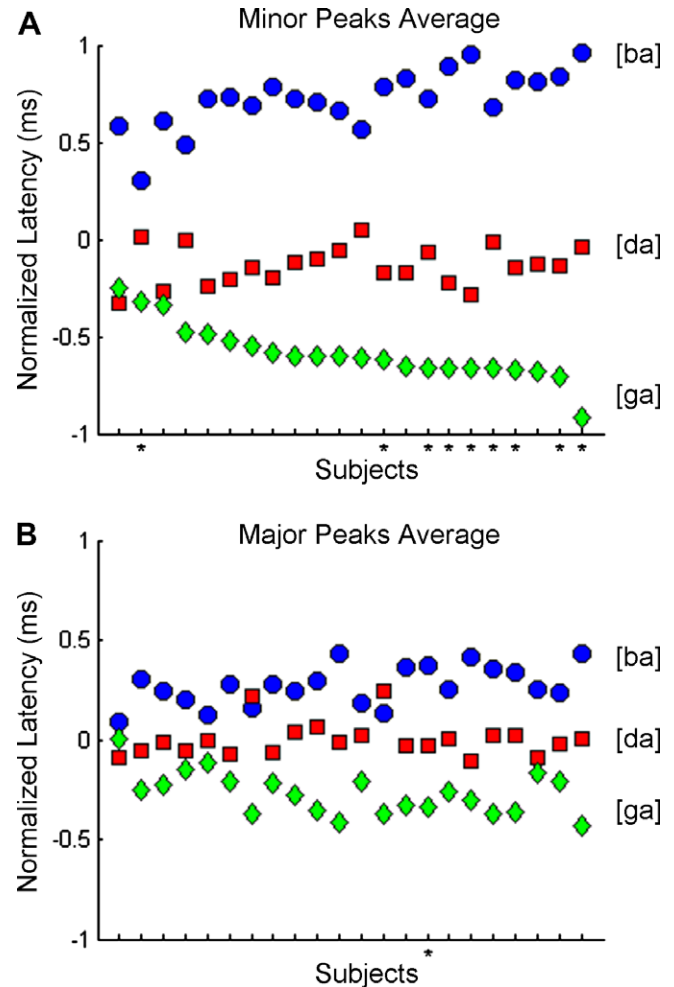 A
Minor Peaks Average
Normalized Latency (ms)
1
0.5
0
-0.5
-1
[ba]
[da]
[ga]
* * * * * * * * *
Subjects
B
Major Peaks Average
Normalized Latency (ms)
1
0.5
0
-0.5
-1
[ba]
[da]
[ga]
*
Subjects